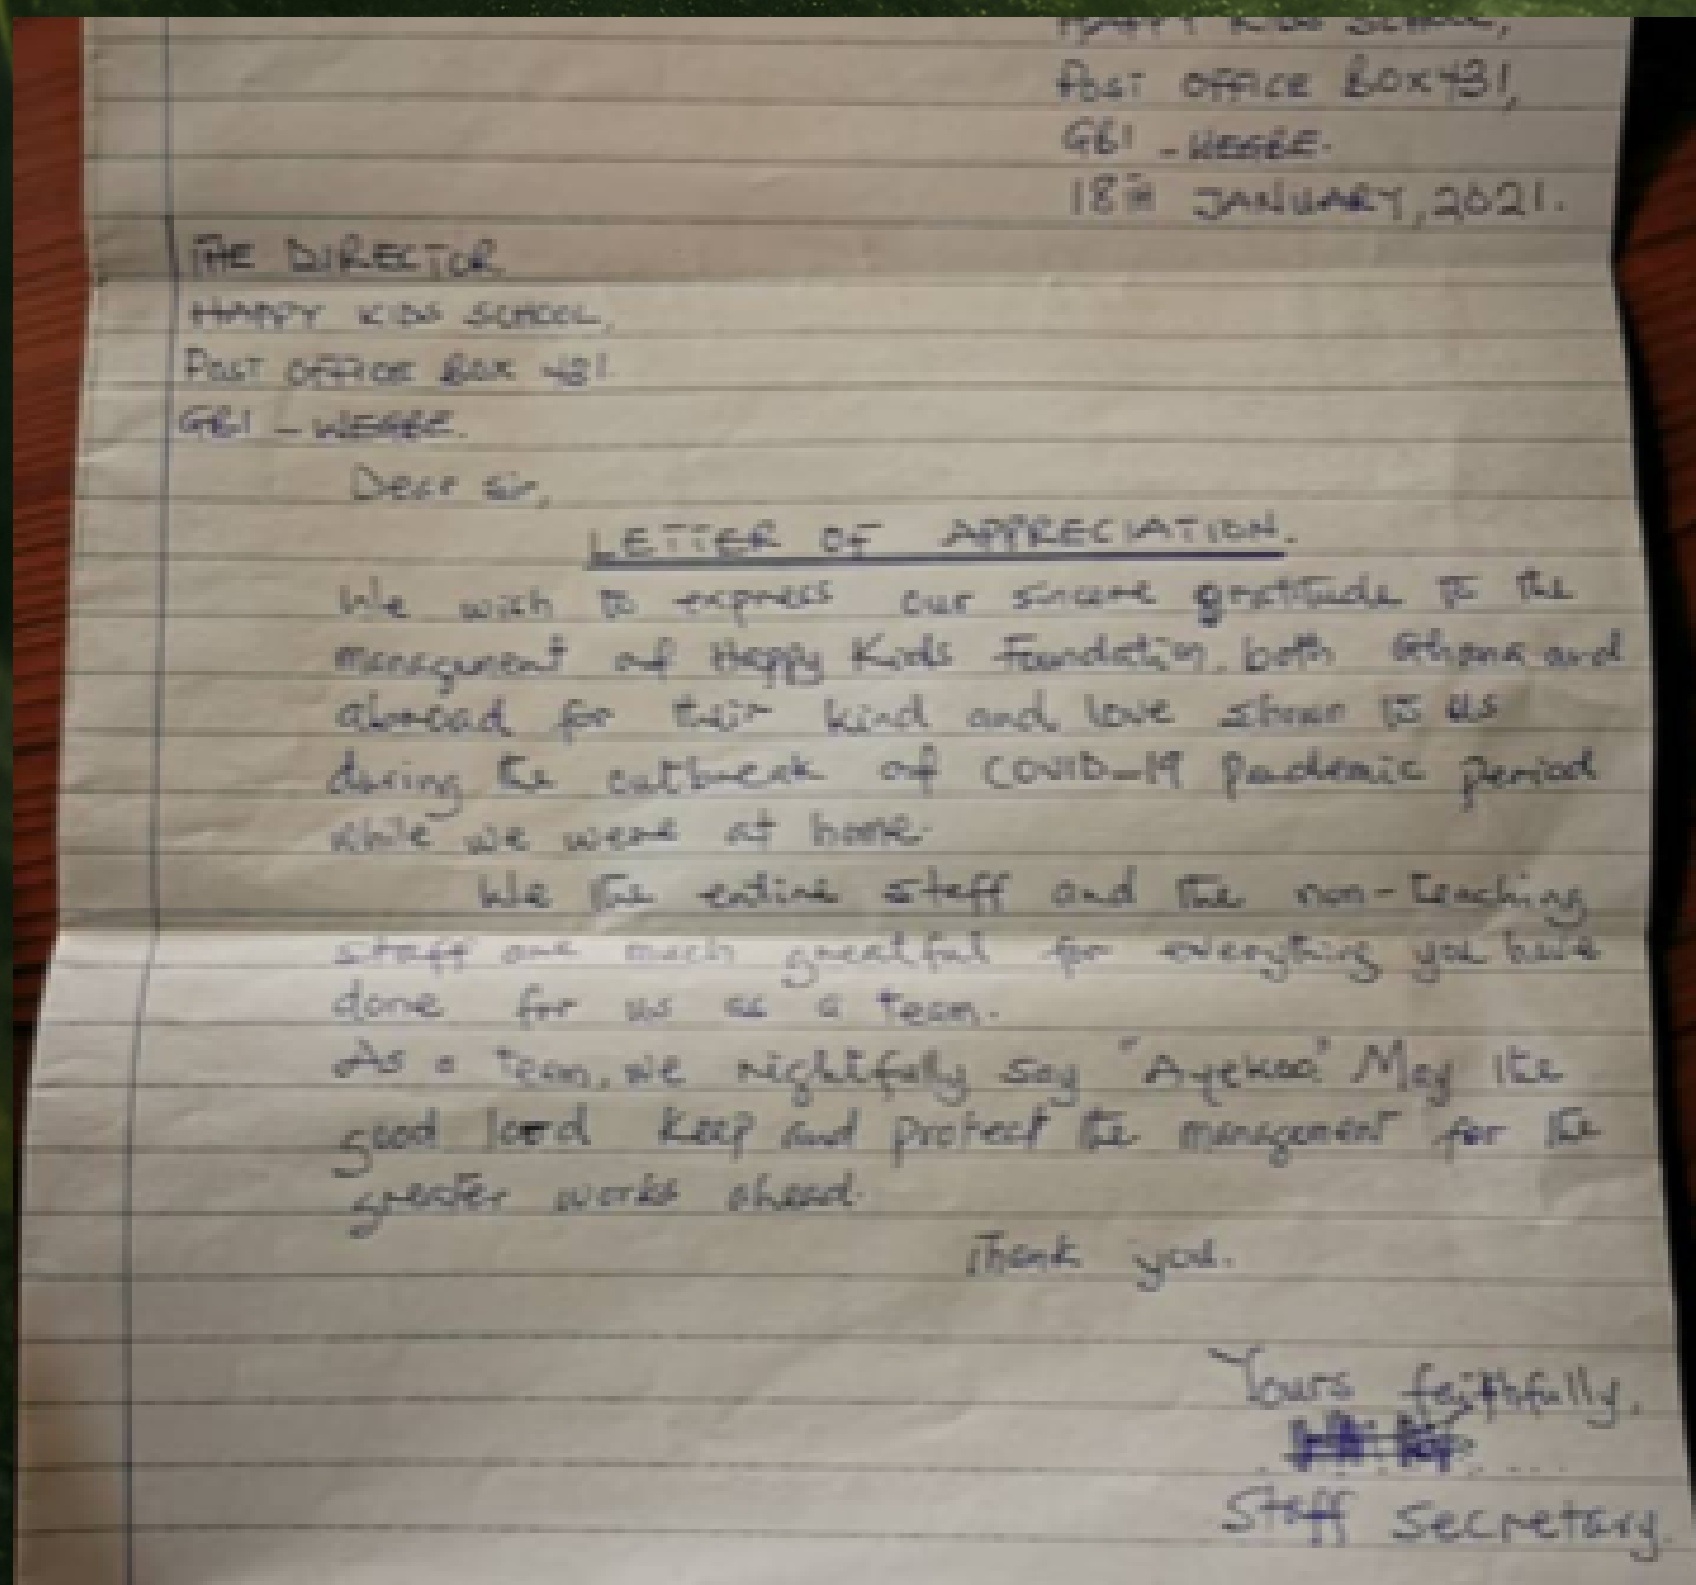 HAPPY KIDS SCHOOL,
POST OFFICE BOX 431,
GBI - WEGBE.
18TH JANUARY, 2021.
THE DIRECTOR
HAPPY KIDS SCHOOL,
POST OFFICE BOX 431
GBI - WEGBE.
Dear sir,
LETTER OF APPRECIATION.
We wish to express our sincere gratitude to the
management of Happy Kids Foundation, both Ghana and
abroad for their kind and love shown to us
during the outbreak of COVID-19 Pandemic period
while we were at home.
We the entire staff and the non-teaching
staff are much greatful for everything you have
done for us as a team.
As a team, we rightfully say "Ayekoo" May the
good lord keep and protect the management for the
greater works ahead.
Thank you.
Yours faithfully,
Staff Secretary.